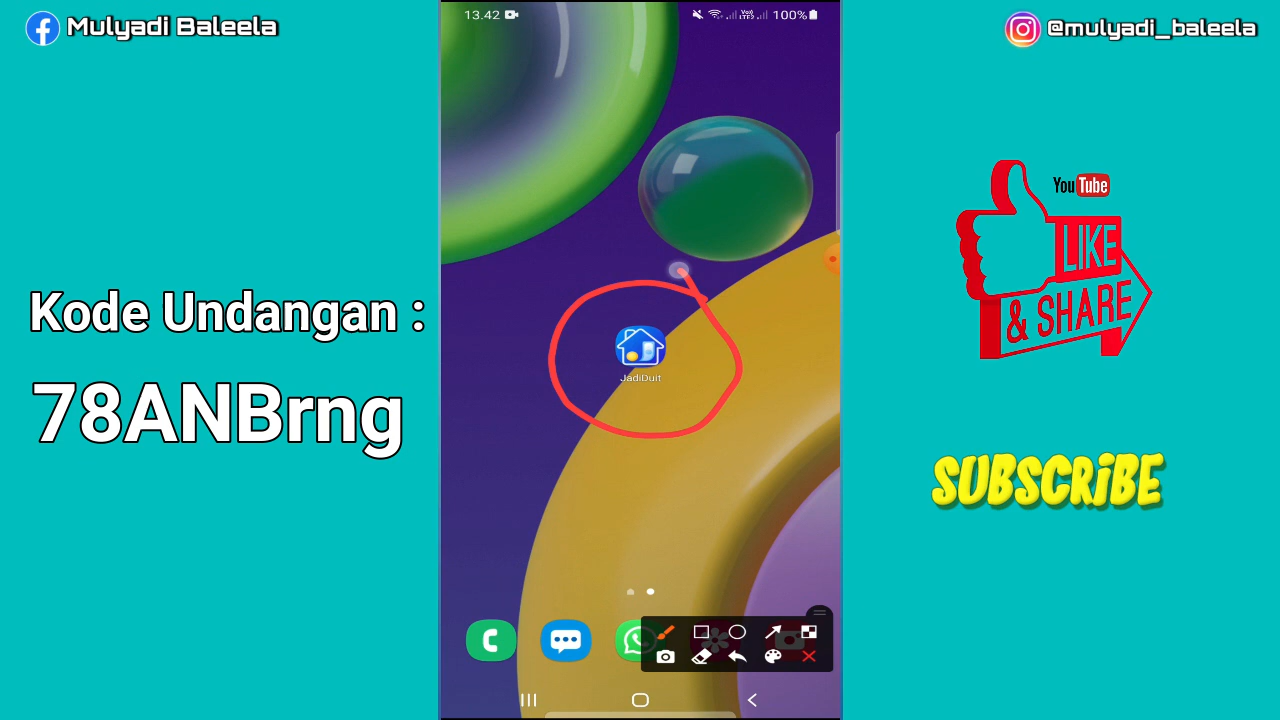 Mulyadi Baleela
@mulyadi_baleela
13.42
100%
YouTube
LIKE
& SHARE
Kode Undangan :
78ANBrng
JadiDuit
SUBSCRIBE